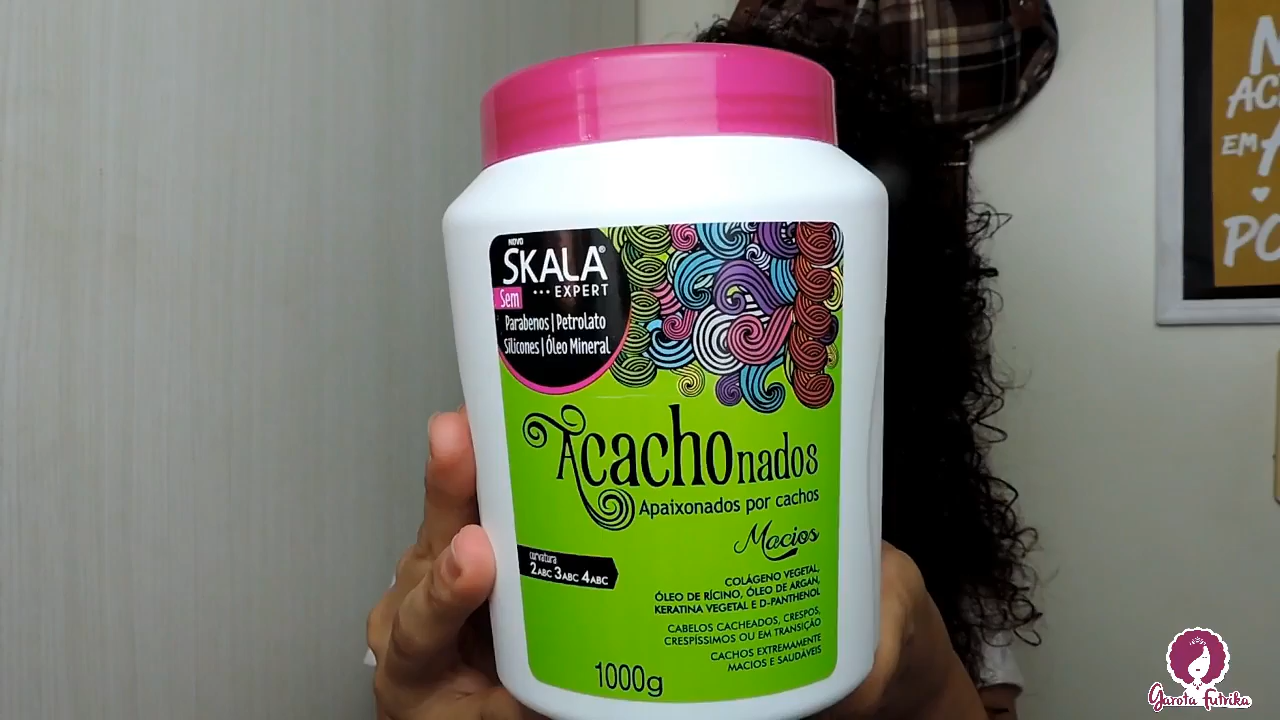 NOVO
SKALA®
EXPERT
Sem
Parabenos | Petrolato
Silicones | Óleo Mineral
Acachonados
Apaixonados por cachos
Macios
curvatura
2ABC 3ABC 4ABC
COLÁGENO VEGETAL,
ÓLEO DE RÍCINO, ÓLEO DE ARGAN,
KERATINA VEGETAL E D-PANTHENOL
CABELOS CACHEADOS, CRESPOS,
CRESPÍSSIMOS OU EM TRANSIÇÃO
CACHOS EXTREMAMENTE
MACIOS E SAUDÁVEIS
1000g
EM
Garota Futrika